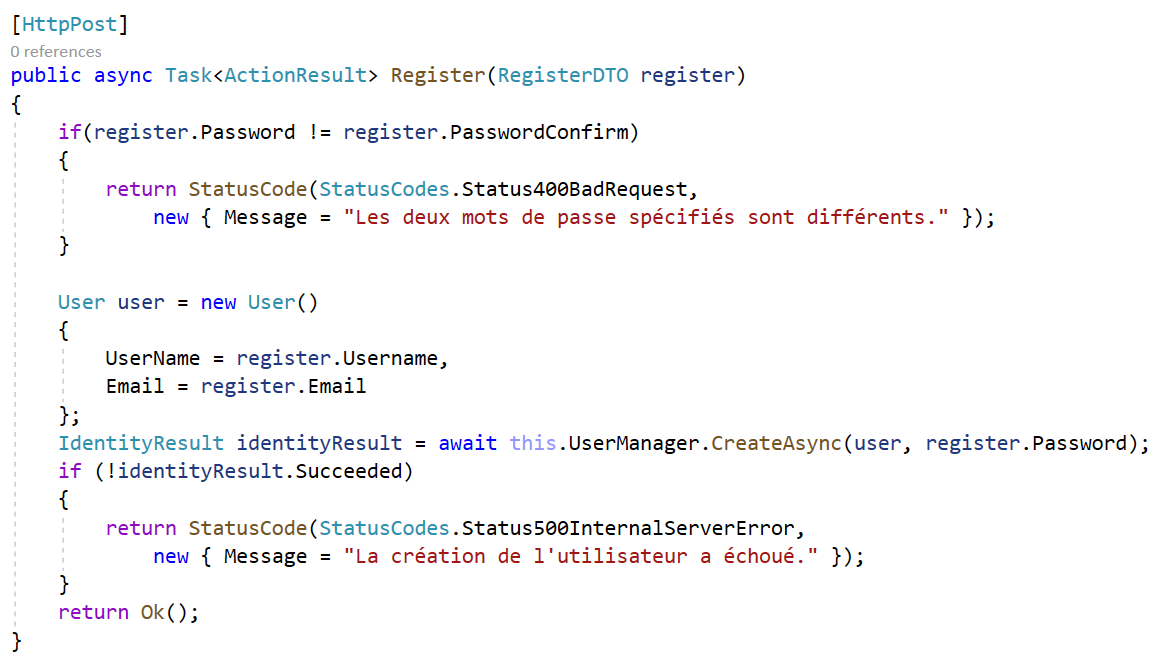 [HttpPost]
0 references
public async Task<ActionResult> Register(RegisterDTO register)
{
    if(register.Password != register.PasswordConfirm)
    {
        return StatusCode(StatusCodes.Status400BadRequest,
            new { Message = "Les deux mots de passe spécifiés sont différents." });
    }

    User user = new User()
    {
        UserName = register.Username,
        Email = register.Email
    };
    IdentityResult identityResult = await this.UserManager.CreateAsync(user, register.Password);
    if (!identityResult.Succeeded)
    {
        return StatusCode(StatusCodes.Status500InternalServerError,
            new { Message = "La création de l'utilisateur a échoué." });
    }
    return Ok();
}